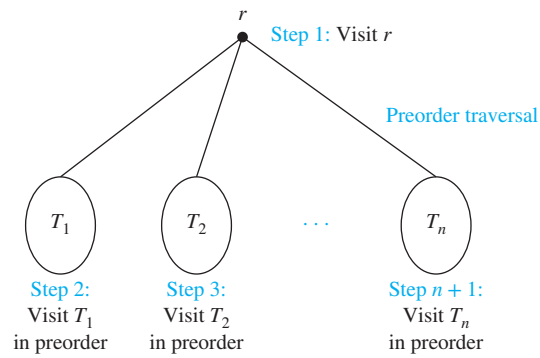 r
Step 1: Visit r
Preorder traversal
T₁
T₂
. . .
Tₙ
Step 2:
Visit T₁
in preorder
Step 3:
Visit T₂
in preorder
Step n + 1:
Visit Tₙ
in preorder